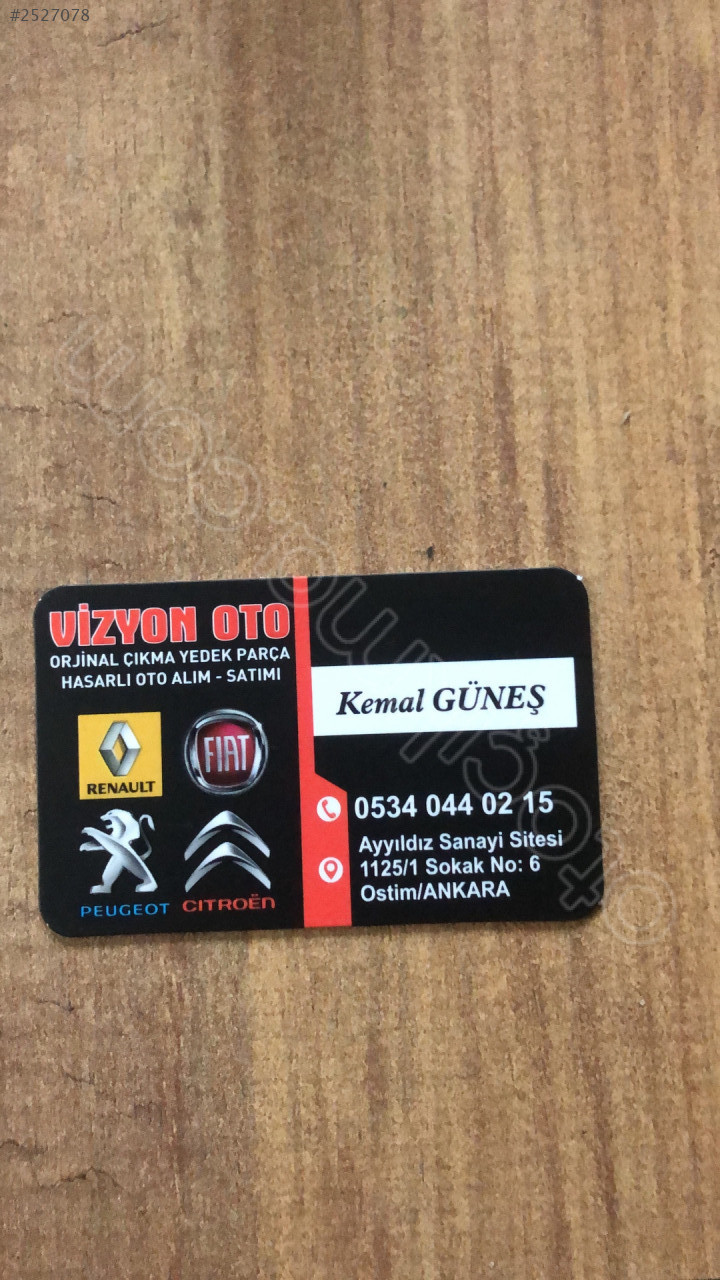 #2527078
VİZYON OTO
ORJİNAL ÇIKMA YEDEK PARÇA
HASARLI OTO ALIM - SATIMI
RENAULT
FIAT
PEUGEOT
CITROËN
Kemal GÜNEŞ
0534 044 02 15
Ayyıldız Sanayi Sitesi
1125/1 Sokak No: 6
Ostim/ANKARA